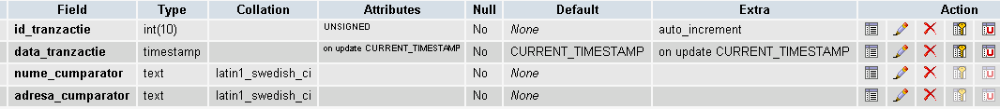 Field Type Collation Attributes Null Default Extra Action
id_tranzactie int(10) UNSIGNED No None auto_increment
data_tranzactie timestamp on update CURRENT_TIMESTAMP No CURRENT_TIMESTAMP on update CURRENT_TIMESTAMP
nume_cumparator text latin1_swedish_ci No None
adresa_cumparator text latin1_swedish_ci No None